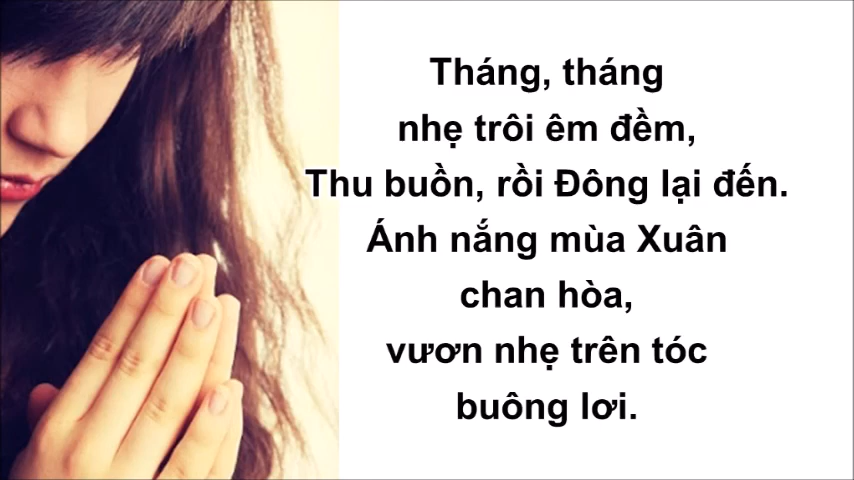 Tháng, tháng
nhẹ trôi êm đềm,
Thu buồn, rồi Đông lại đến.
Ánh nắng mùa Xuân
chan hòa,
vươn nhẹ trên tóc
buông lơi.